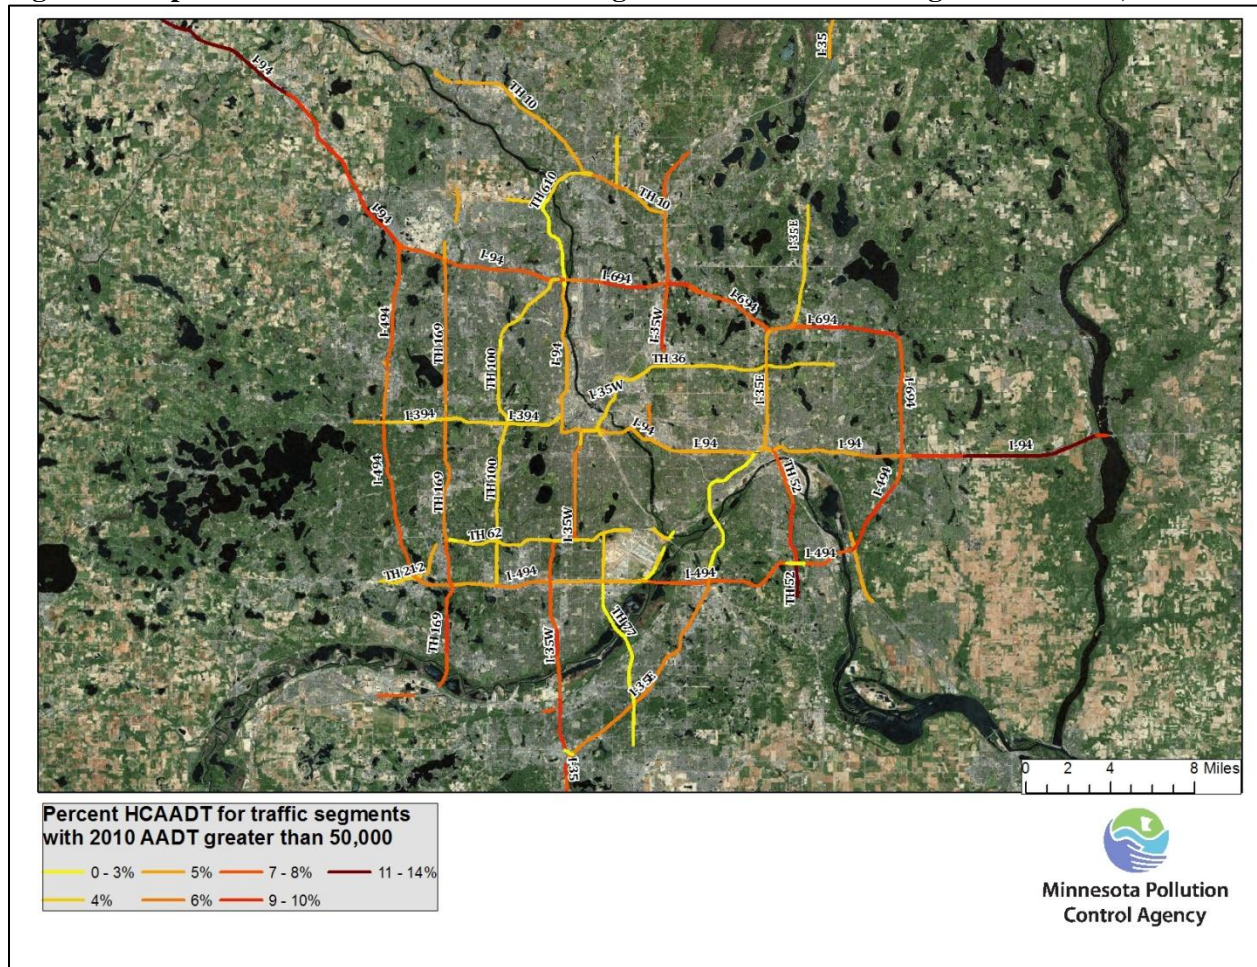 I-35
I-94
TH 10
TH 610
TH 10
I-94
I-35E
I-94
I-694
I-694
I-694
I-494
TH 169
TH 100
I-94
I-35W
TH 36
I-35W
I-35E
I-694
I-394
I-394
I-94
I-94
I-94
I-94
I-494
TH 169
TH 100
TH 52
I-494
I-35W
TH 62
I-494
TH 212
I-494
I-494
TH 52
TH 169
I-35W
TH 77
I-35E
I-35
0 2 4 8 Miles
Percent HCAADT for traffic segments
with 2010 AADT greater than 50,000
0 - 3% 5% 7 - 8% 11 - 14%
4% 6% 9 - 10%
Minnesota Pollution
Control Agency